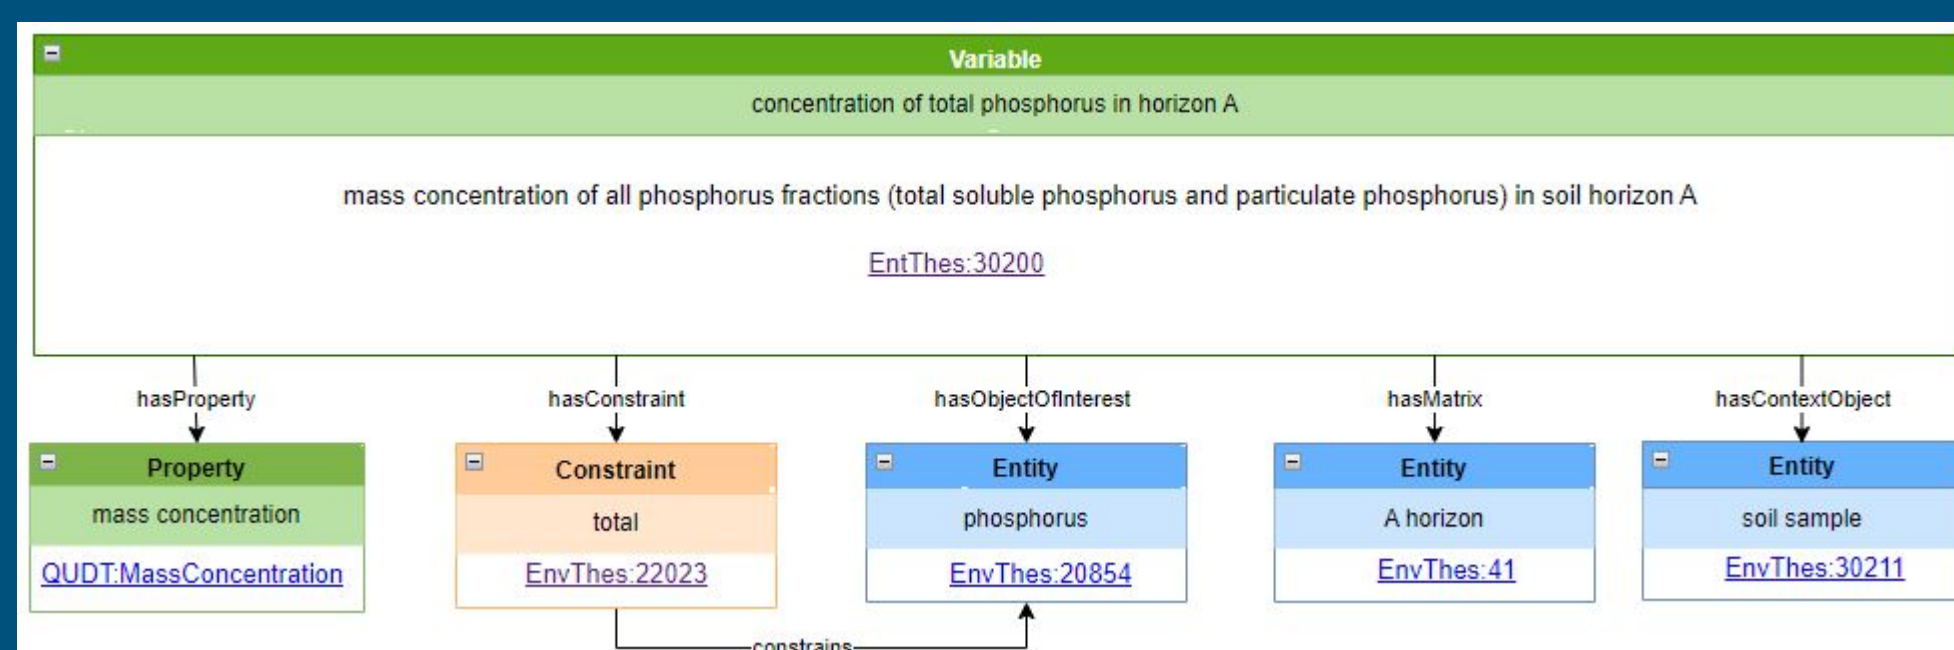 Variable
concentration of total phosphorus in horizon A
mass concentration of all phosphorus fractions (total soluble phosphorus and particulate phosphorus) in soil horizon A
EntThes:30200
hasProperty
hasConstraint
hasObjectOfInterest
hasMatrix
hasContextObject
Property
mass concentration
QUDT:MassConcentration
Constraint
total
EnvThes:22023
Entity
phosphorus
EnvThes:20854
Entity
A horizon
EnvThes:41
Entity
soil sample
EnvThes:30211
constrains